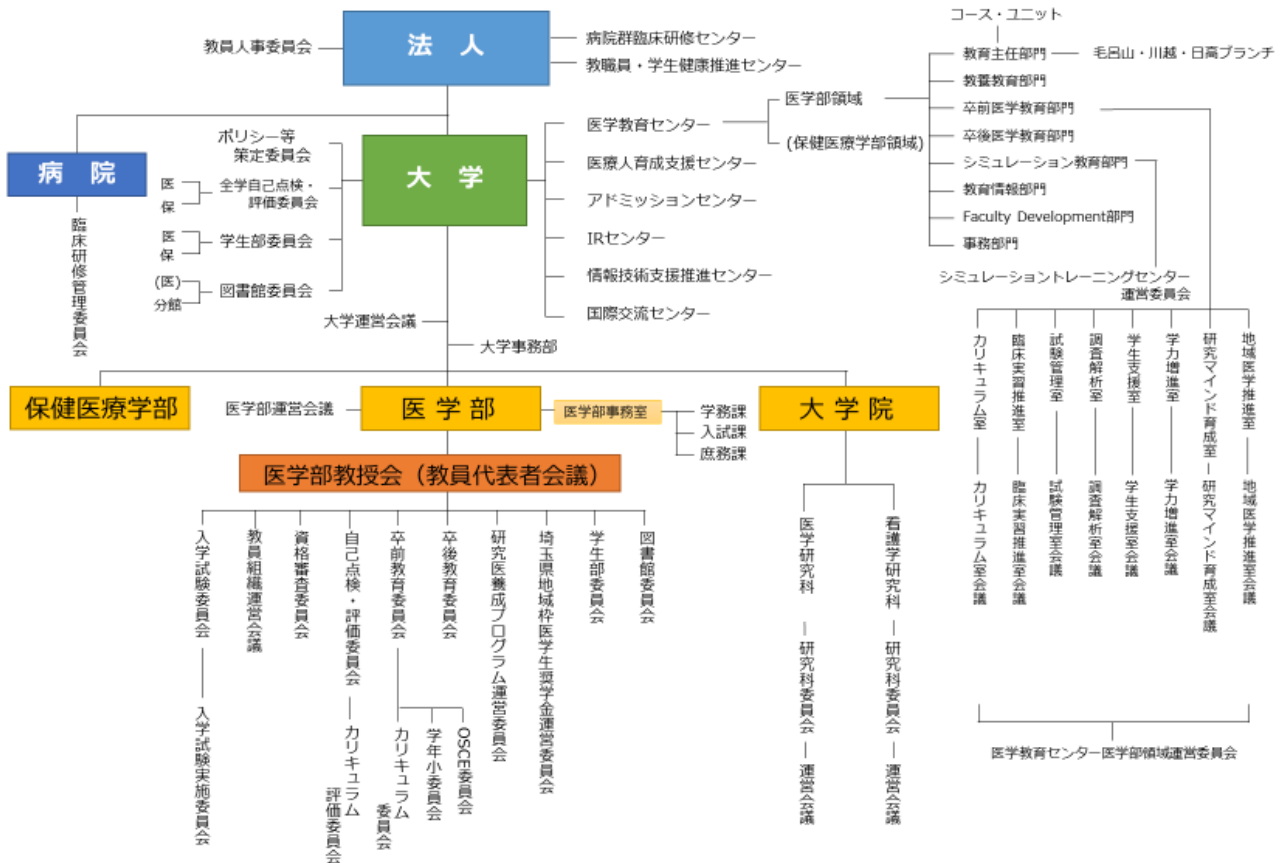 コース・ユニット
教員人事委員会
法人
病院群臨床研修センター
教職員・学生健康推進センター
教育主任部門
毛呂山・川越・日高ブランチ
教養教育部門
卒前医学教育部門
卒後医学教育部門
シミュレーション教育部門
教育情報部門
Faculty Development部門
事務部門
医学部領域
(保健医療学部領域)
病院
臨床研修管理委員会
ポリシー等
策定委員会
医
保
全学自己点検・
評価委員会
医
保
学生部委員会
(医)
分館
図書館委員会
大学
医学教育センター
医療人育成支援センター
アドミッションセンター
IRセンター
情報技術支援推進センター
国際交流センター
シミュレーショントレーニングセンター
運営委員会
大学運営会議
大学事務部
カリキュラム室
カリキュラム室会議
臨床実習推進室
臨床実習推進室会議
試験管理室
試験管理室会議
調査解析室
調査解析室会議
学生支援室
学生支援室会議
学力増進室
学力増進室会議
研究マインド育成室
研究マインド育成室会議
地域医学推進室
地域医学推進室会議
医学教育センター医学部領域運営委員会
保健医療学部
医学部運営会議
医学部
医学部事務室
学務課
入試課
庶務課
大学院
医学部教授会（教員代表者会議）
入学試験委員会
入学試験実施委員会
教員組織運営会議
資格審査委員会
自己点検・評価委員会
カリキュラム
評価委員会
卒前教育委員会
カリキュラム
委員会
学年小委員会
OSCE委員会
卒後教育委員会
研究医養成プログラム運営委員会
埼玉県地域枠医学生奨学金運営委員会
学生部委員会
図書館委員会
医学研究科
研究科委員会
運営会議
看護学研究科
研究科委員会
運営会議